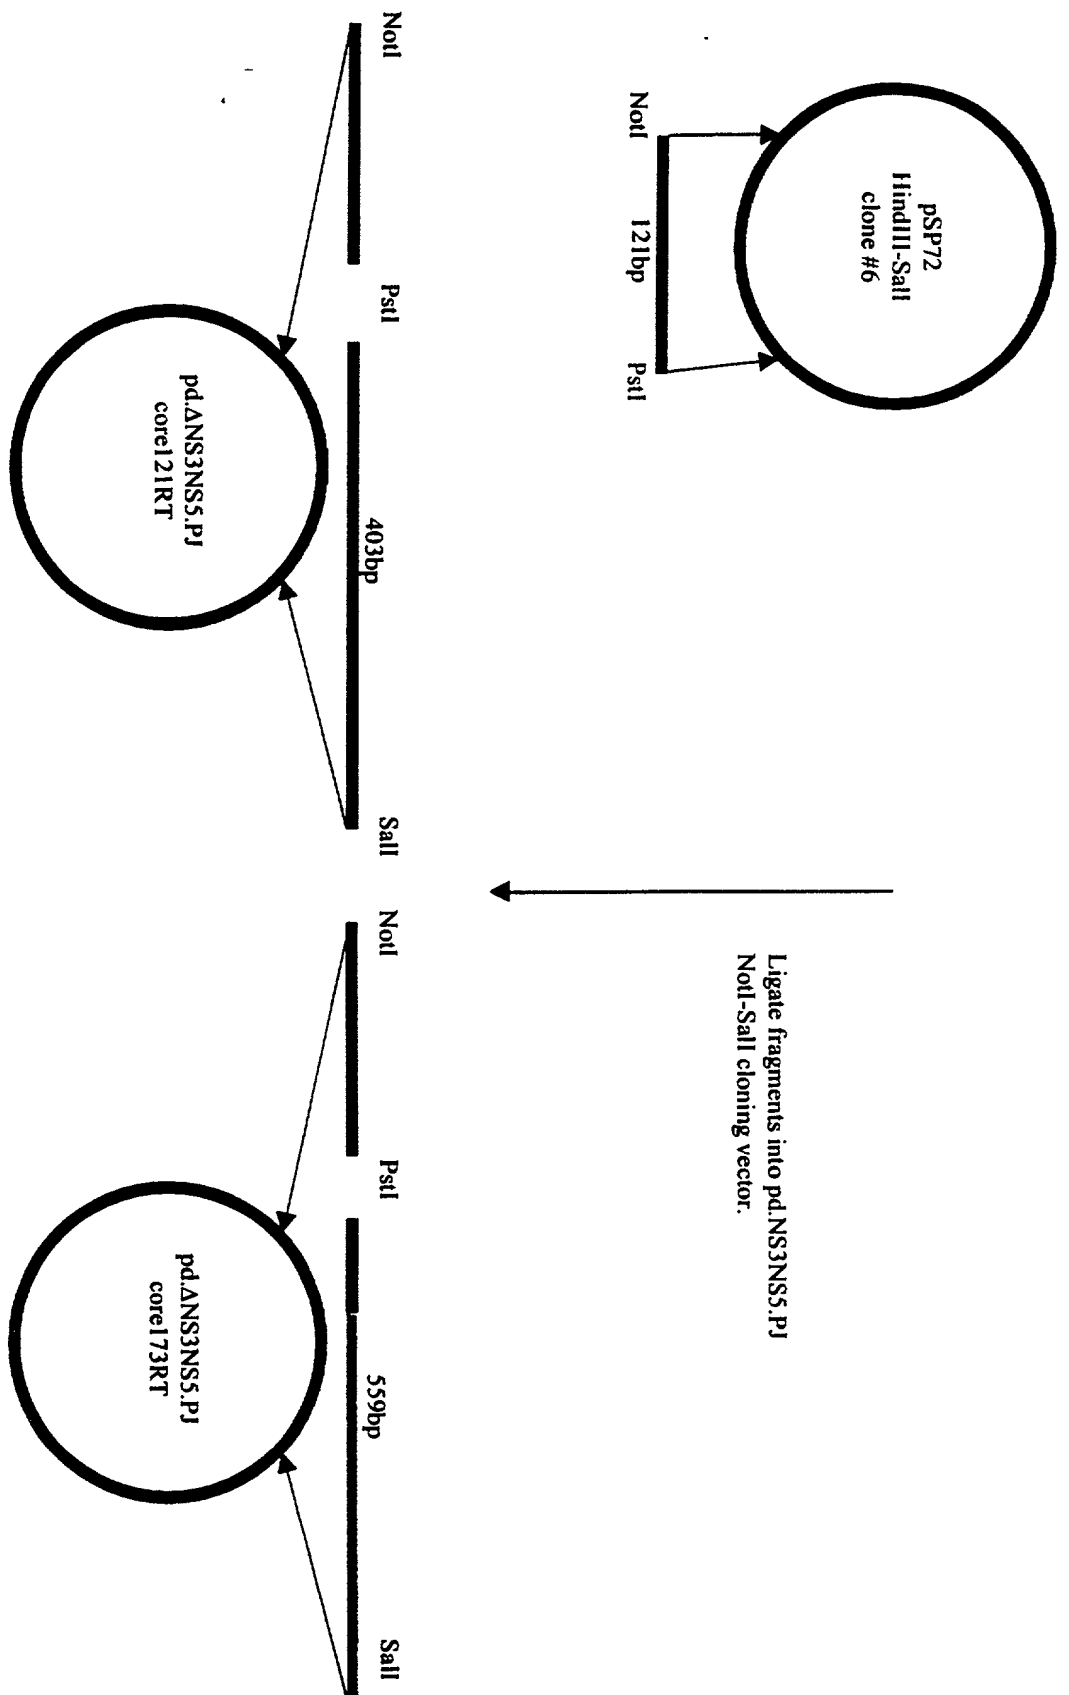 pSP72
HindIII-SalI
clone #6
NotI
121bp
PstI
Ligate fragments into pd.NS3NS5.PJ
NotI-SalI cloning vector.
NotI
PstI
403bp
SalI
pd.ΔNS3NS5.PJ
core121RT
NotI
PstI
559bp
SalI
pd.ΔNS3NS5.PJ
core173RT